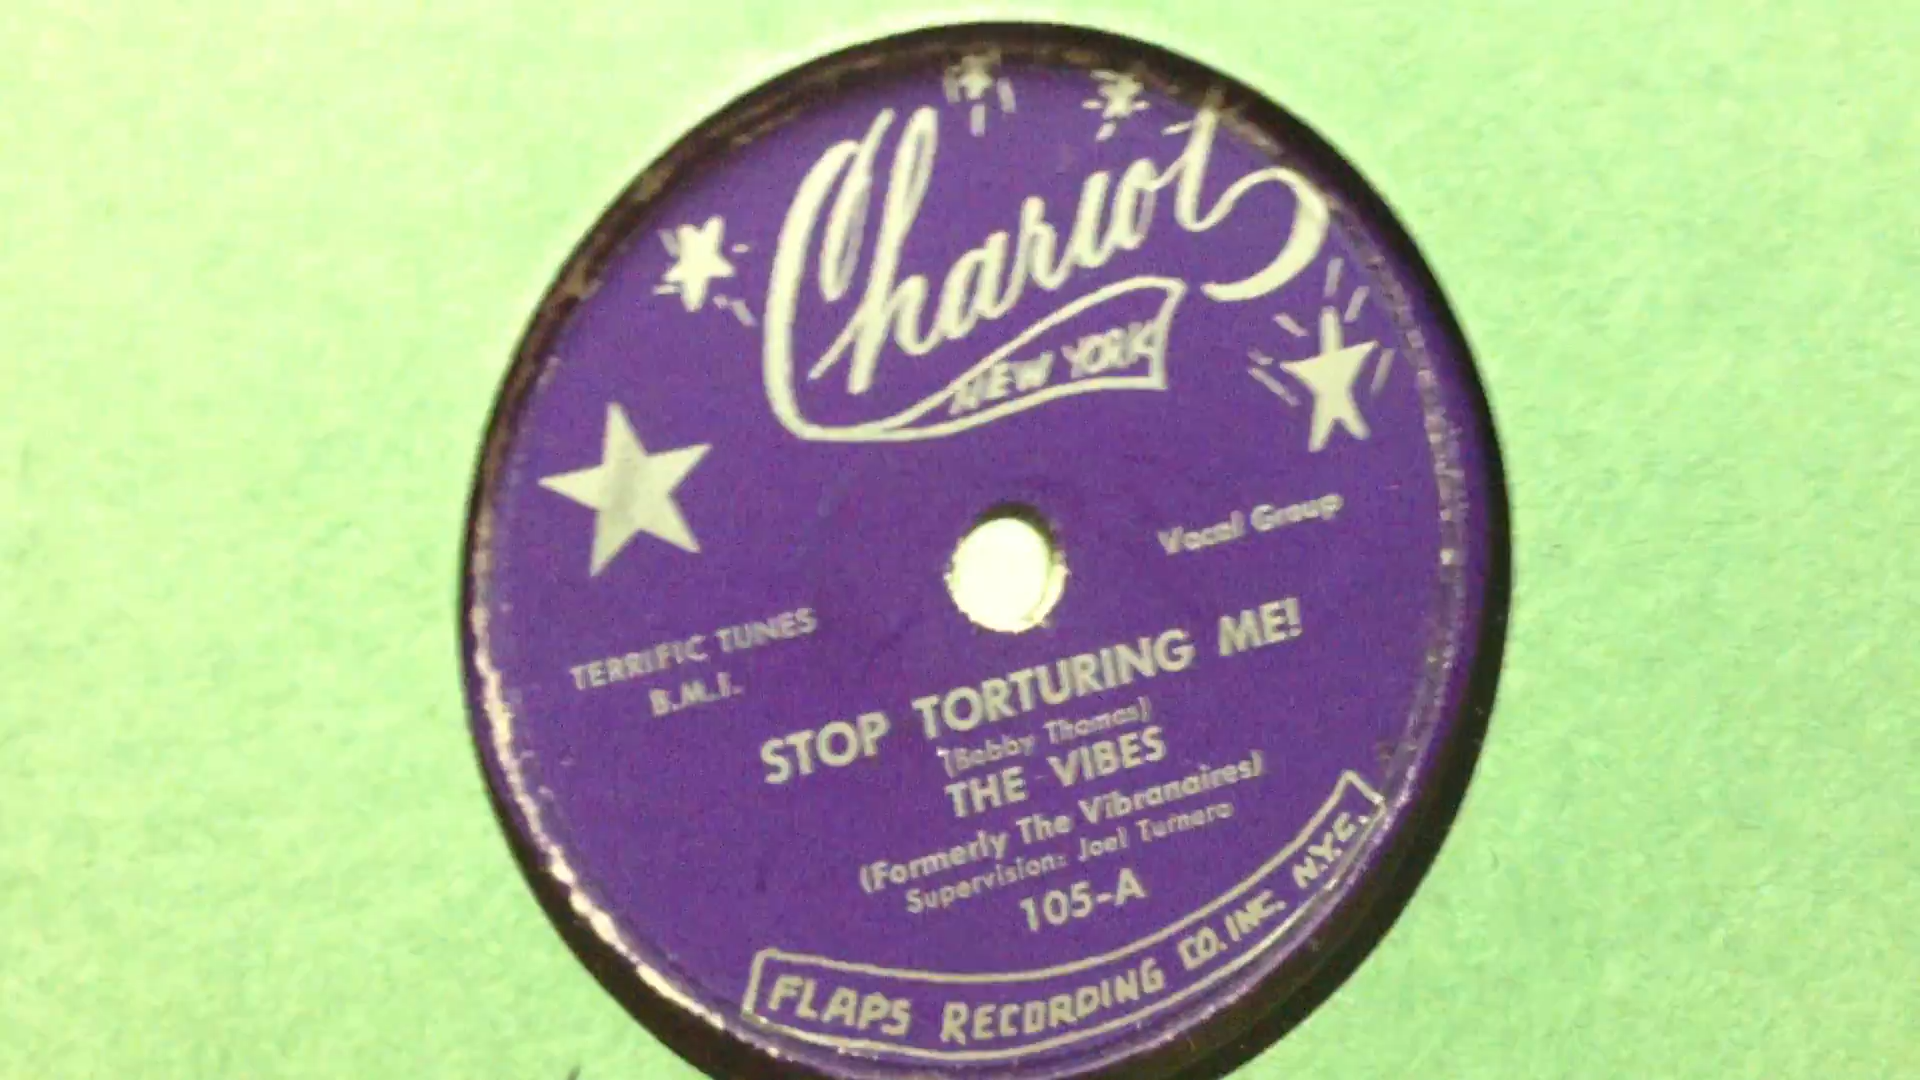 Chariot
NEW YORK
Vocal Group
TERRIFIC TUNES
B.M.I.
STOP TORTURING ME!
(Bobby Thomas)
THE VIBES
(Formerly The Vibranaires)
Supervision: Joel Turnero
105-A
FLAPS RECORDING CO. INC. N.Y.C.